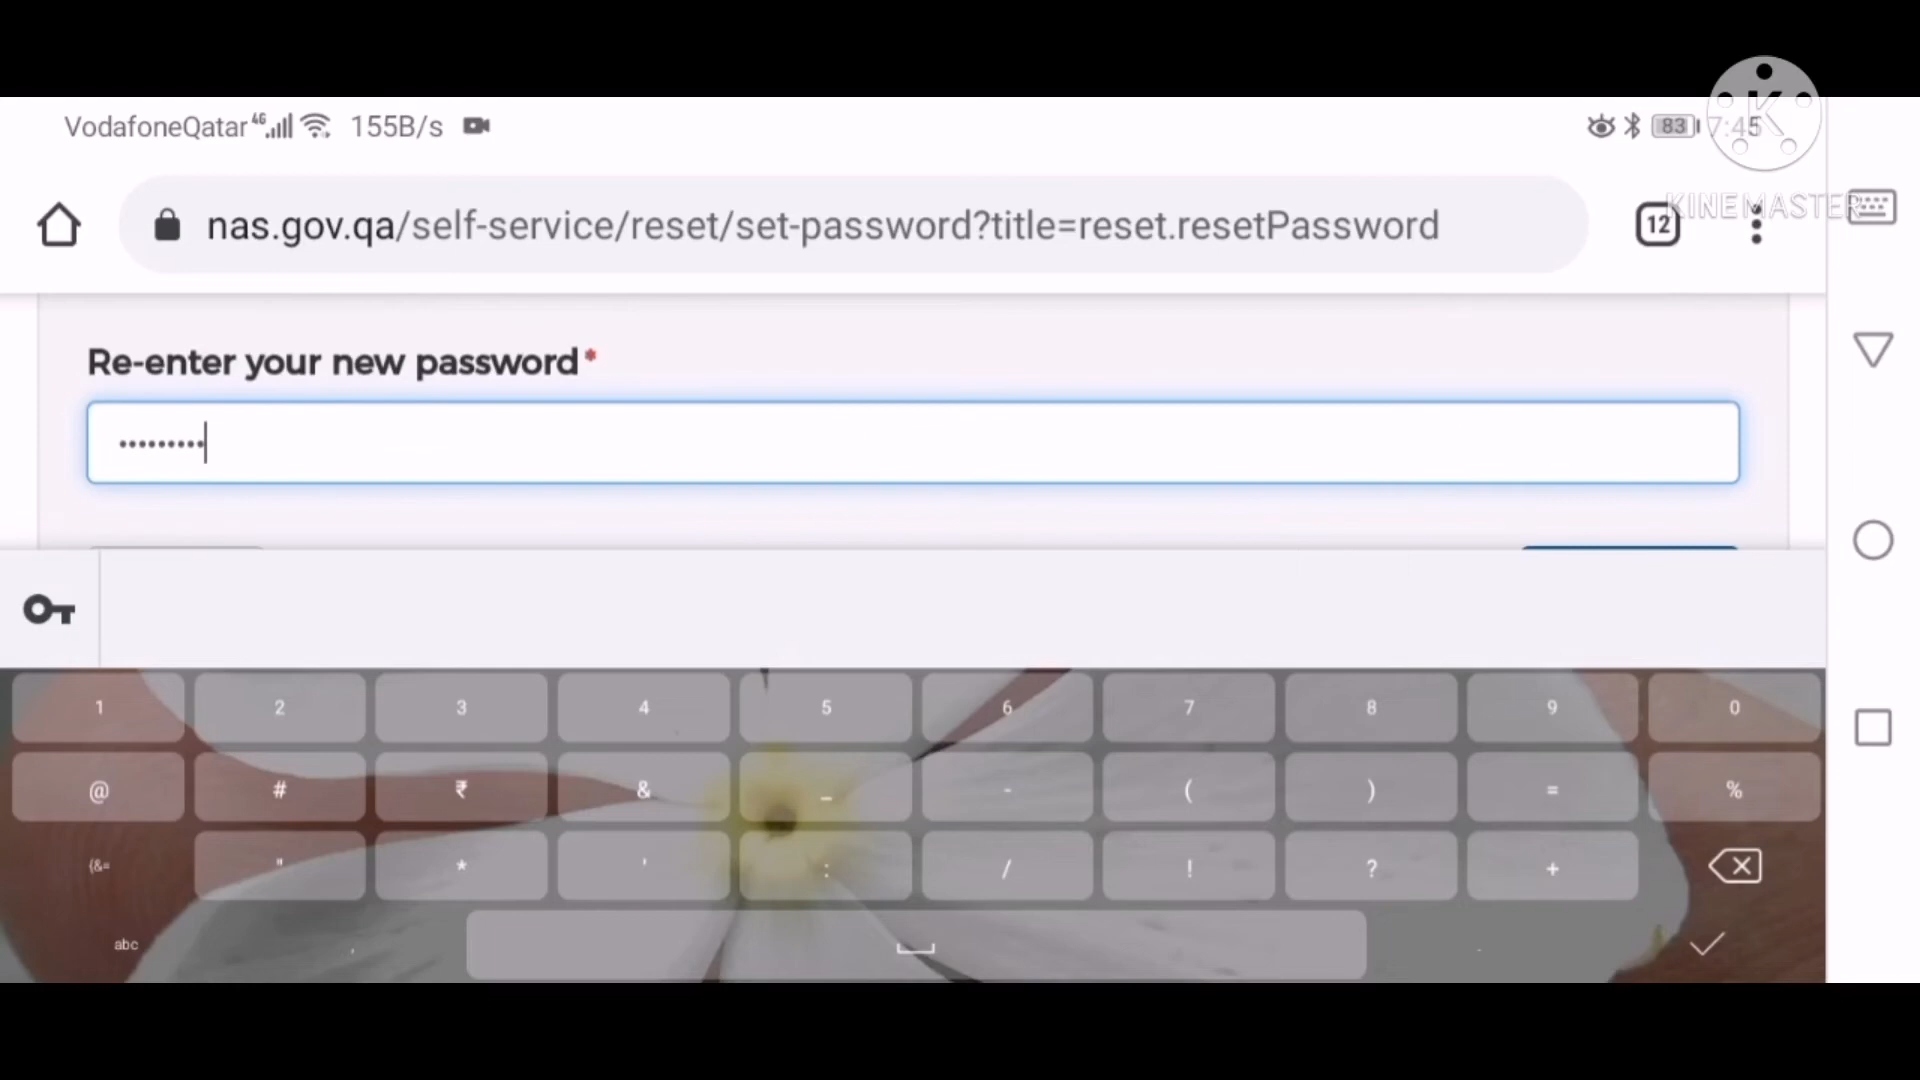 VodafoneQatar 4G 155B/s 83 7:45
K
KINEMASTER
nas.gov.qa/self-service/reset/set-password?title=reset.resetPassword 12
Re-enter your new password*
•••••••••
1 2 3 4 5 6 7 8 9 0
@ # ₹ & _ - ( ) = %
{&= " * ' : / ! ? +
abc , .